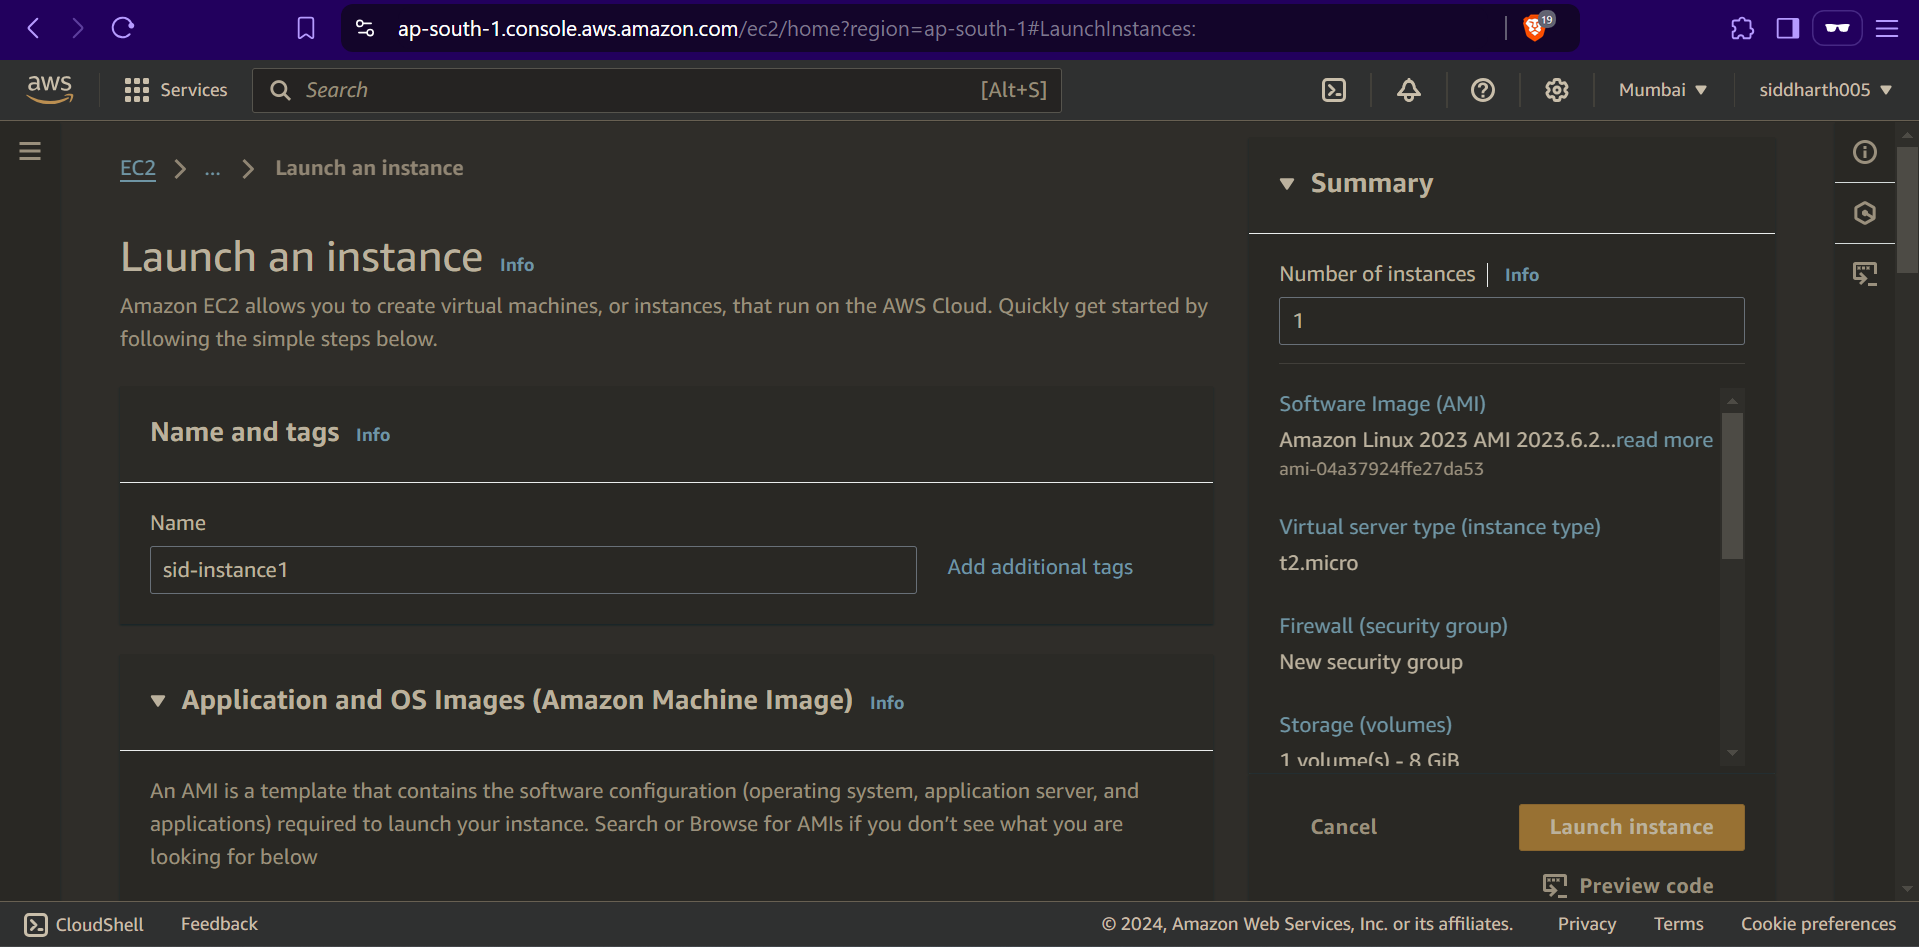 ap-south-1.console.aws.amazon.com/ec2/home?region=ap-south-1#LaunchInstances:
19
aws
Services
Search
[Alt+S]
Mumbai
siddharth005
EC2
...
Launch an instance
Launch an instance
Info
Amazon EC2 allows you to create virtual machines, or instances, that run on the AWS Cloud. Quickly get started by
following the simple steps below.
Name and tags
Info
Name
sid-instance1
Add additional tags
Application and OS Images (Amazon Machine Image)
Info
An AMI is a template that contains the software configuration (operating system, application server, and
applications) required to launch your instance. Search or Browse for AMIs if you don’t see what you are
looking for below
Summary
Number of instances
Info
1
Software Image (AMI)
Amazon Linux 2023 AMI 2023.6.2...read more
ami-04a37924ffe27da53
Virtual server type (instance type)
t2.micro
Firewall (security group)
New security group
Storage (volumes)
1 volume(s) - 8 GiB
Cancel
Launch instance
Preview code
CloudShell
Feedback
© 2024, Amazon Web Services, Inc. or its affiliates.
Privacy
Terms
Cookie preferences